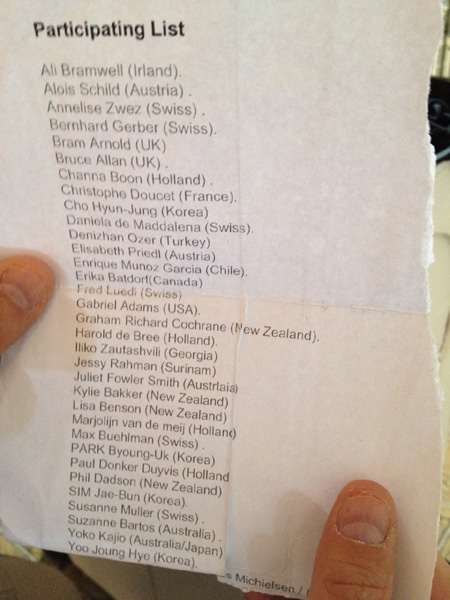 Participating List
Ali Bramwell (Irland).
Alois Schild (Austria) .
Annelise Zwez (Swiss) .
Bernhard Gerber (Swiss).
Bram Arnold (UK)
Bruce Allan (UK) .
Channa Boon (Holland) .
Christophe Doucet (France).
Cho Hyun-Jung (Korea)
Daniela de Maddalena (Swiss).
Denizhan Ozer (Turkey)
Elisabeth Priedl (Austria)
Enrique Munoz Garcia (Chile).
Erika Batdorf(Canada)
Fred Luedi (Swiss)
Gabriel Adams (USA).
Graham Richard Cochrane (New Zealand).
Harold de Bree (Holland).
Iliko Zautashvili (Georgia)
Jessy Rahman (Surinam)
Juliet Fowler Smith (Austrlaia)
Kylie Bakker (New Zealand)
Lisa Benson (New Zealand)
Marjolijn van de meij (Holland)
Max Buehlman (Swiss) .
PARK Byoung-Uk (Korea)
Paul Donker Duyvis (Holland
Phil Dadson (New Zealand)
SIM Jae-Bun (Korea).
Susanne Muller (Swiss) .
Suzanne Bartos (Australia) .
Yoko Kajio (Australia/Japan)
Yoo Joung Hye (Korea).
Michielsen /